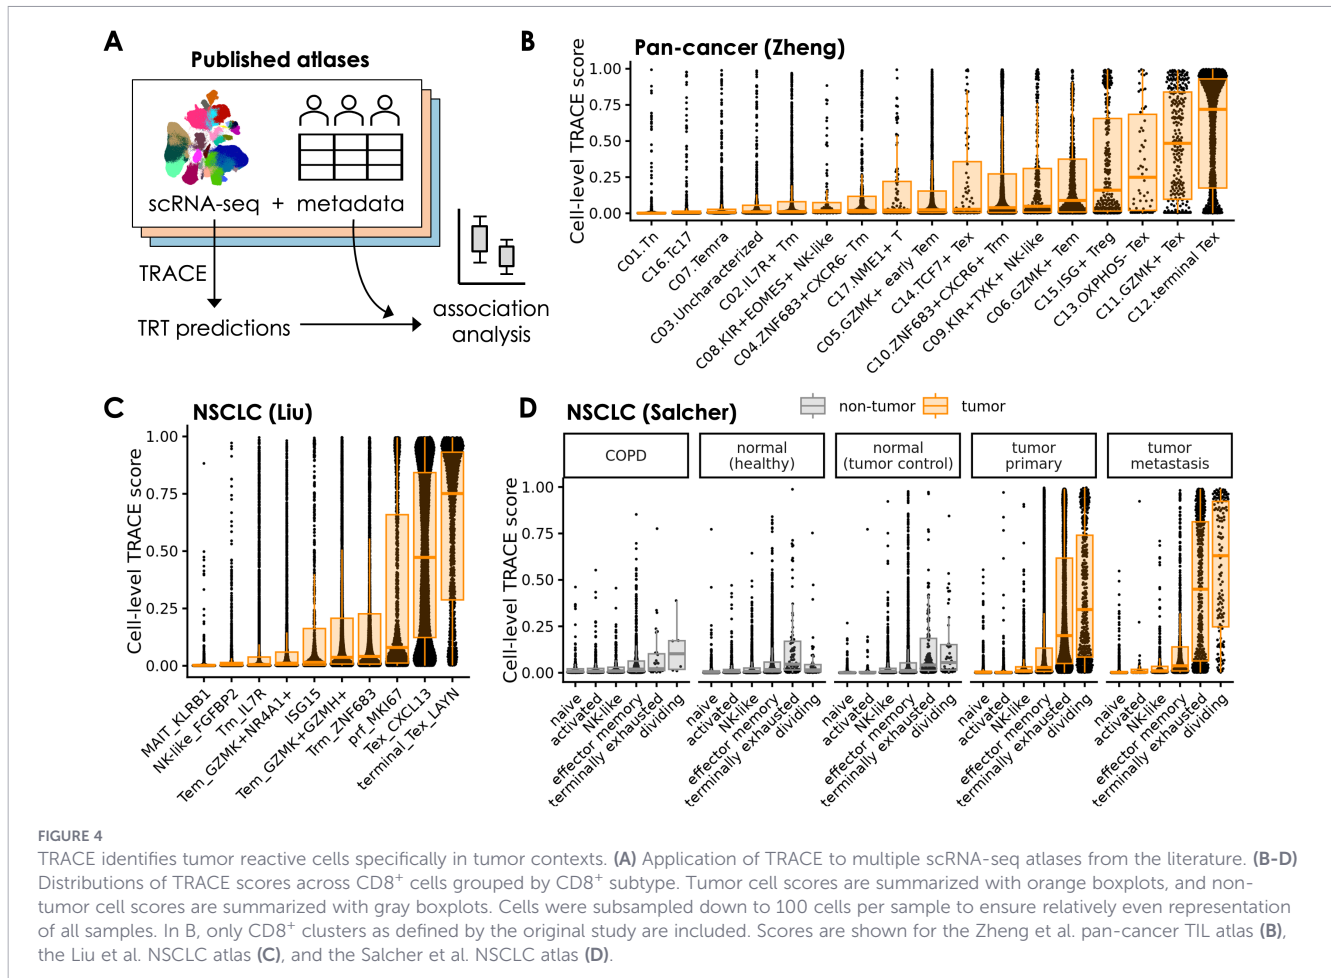 A
Published atlases
scRNA-seq + metadata
TRACE
TRT predictions
association
analysis
B
Pan-cancer (Zheng)
Cell-level TRACE score
1.00
0.75
0.50
0.25
0.00
C01.Tn
C16.Tc17
C07.Temra
C03.Uncharacterized
C02.IL7R+ Tm
C08.KIR+EOMES+ NK-like
C04.ZNF683+CXCR6- Tm
C17.NME1+ T
C05.GZMK+ early Tem
C14.TCF7+ Tex
C10.ZNF683+CXCR6+ Trm
C09.KIR+TXK+ NK-like
C06.GZMK+ Tem
C15.ISG+ Treg
C13.OXPHOS- Tex
C11.GZMK+ Tex
C12.terminal Tex
C
NSCLC (Liu)
Cell-level TRACE score
1.00
0.75
0.50
0.25
0.00
MAIT_KLRB1
NK-like_FGFBP2
Tm_IL7R
Tem_GZMK+NR4A1+
ISG15
Tem_GZMK+GZMH+
Trm_ZNF683
prf_MKI67
Tex_CXCL13
terminal_Tex_LAYN
D
NSCLC (Salcher)
non-tumor
tumor
COPD
normal
(healthy)
normal
(tumor control)
tumor
primary
tumor
metastasis
Cell-level TRACE score
1.00
0.75
0.50
0.25
0.00
naive
activated
NK-like
effector memory
terminally exhausted
dividing
naive
activated
NK-like
effector memory
terminally exhausted
dividing
naive
activated
NK-like
effector memory
terminally exhausted
dividing
naive
activated
NK-like
effector memory
terminally exhausted
dividing
naive
activated
NK-like
effector memory
terminally exhausted
dividing
FIGURE 4
TRACE identifies tumor reactive cells specifically in tumor contexts. (A) Application of TRACE to multiple scRNA-seq atlases from the literature. (B-D)
Distributions of TRACE scores across CD8⁺ cells grouped by CD8⁺ subtype. Tumor cell scores are summarized with orange boxplots, and non-
tumor cell scores are summarized with gray boxplots. Cells were subsampled down to 100 cells per sample to ensure relatively even representation
of all samples. In B, only CD8⁺ clusters as defined by the original study are included. Scores are shown for the Zheng et al. pan-cancer TIL atlas (B),
the Liu et al. NSCLC atlas (C), and the Salcher et al. NSCLC atlas (D).